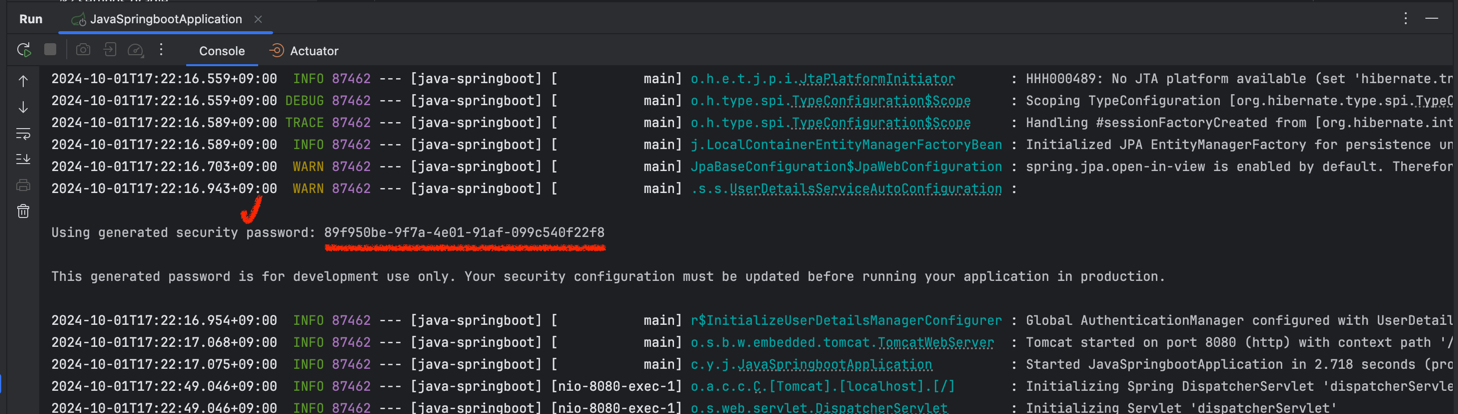 Run JavaSpringbootApplication
Console Actuator
2024-10-01T17:22:16.559+09:00 INFO 87462 --- [java-springboot] [ main] o.h.e.t.j.p.i.JtaPlatformInitiator : HHH000489: No JTA platform available (set 'hibernate.tr
2024-10-01T17:22:16.559+09:00 DEBUG 87462 --- [java-springboot] [ main] o.h.type.spi.TypeConfiguration$Scope : Scoping TypeConfiguration [org.hibernate.type.spi.TypeC
2024-10-01T17:22:16.589+09:00 TRACE 87462 --- [java-springboot] [ main] o.h.type.spi.TypeConfiguration$Scope : Handling #sessionFactoryCreated from [org.hibernate.int
2024-10-01T17:22:16.589+09:00 INFO 87462 --- [java-springboot] [ main] j.LocalContainerEntityManagerFactoryBean : Initialized JPA EntityManagerFactory for persistence un
2024-10-01T17:22:16.703+09:00 WARN 87462 --- [java-springboot] [ main] JpaBaseConfiguration$JpaWebConfiguration : spring.jpa.open-in-view is enabled by default. Therefor
2024-10-01T17:22:16.943+09:00 WARN 87462 --- [java-springboot] [ main] .s.s.UserDetailsServiceAutoConfiguration :
Using generated security password: 89f950be-9f7a-4e01-91af-099c540f22f8
This generated password is for development use only. Your security configuration must be updated before running your application in production.
2024-10-01T17:22:16.954+09:00 INFO 87462 --- [java-springboot] [ main] r$InitializeUserDetailsManagerConfigurer : Global AuthenticationManager configured with UserDetail
2024-10-01T17:22:17.068+09:00 INFO 87462 --- [java-springboot] [ main] o.s.b.w.embedded.tomcat.TomcatWebServer : Tomcat started on port 8080 (http) with context path '/
2024-10-01T17:22:17.075+09:00 INFO 87462 --- [java-springboot] [ main] c.y.j.JavaSpringbootApplication : Started JavaSpringbootApplication in 2.718 seconds (pro
2024-10-01T17:22:49.046+09:00 INFO 87462 --- [java-springboot] [nio-8080-exec-1] o.a.c.c.C.[Tomcat].[localhost].[/] : Initializing Spring DispatcherServlet 'dispatcherServle
2024-10-01T17:22:49.046+09:00 INFO 87462 --- [java-springboot] [nio-8080-exec-1] o.s.web.servlet.DispatcherServlet : Initializing Servlet 'dispatcherServlet'